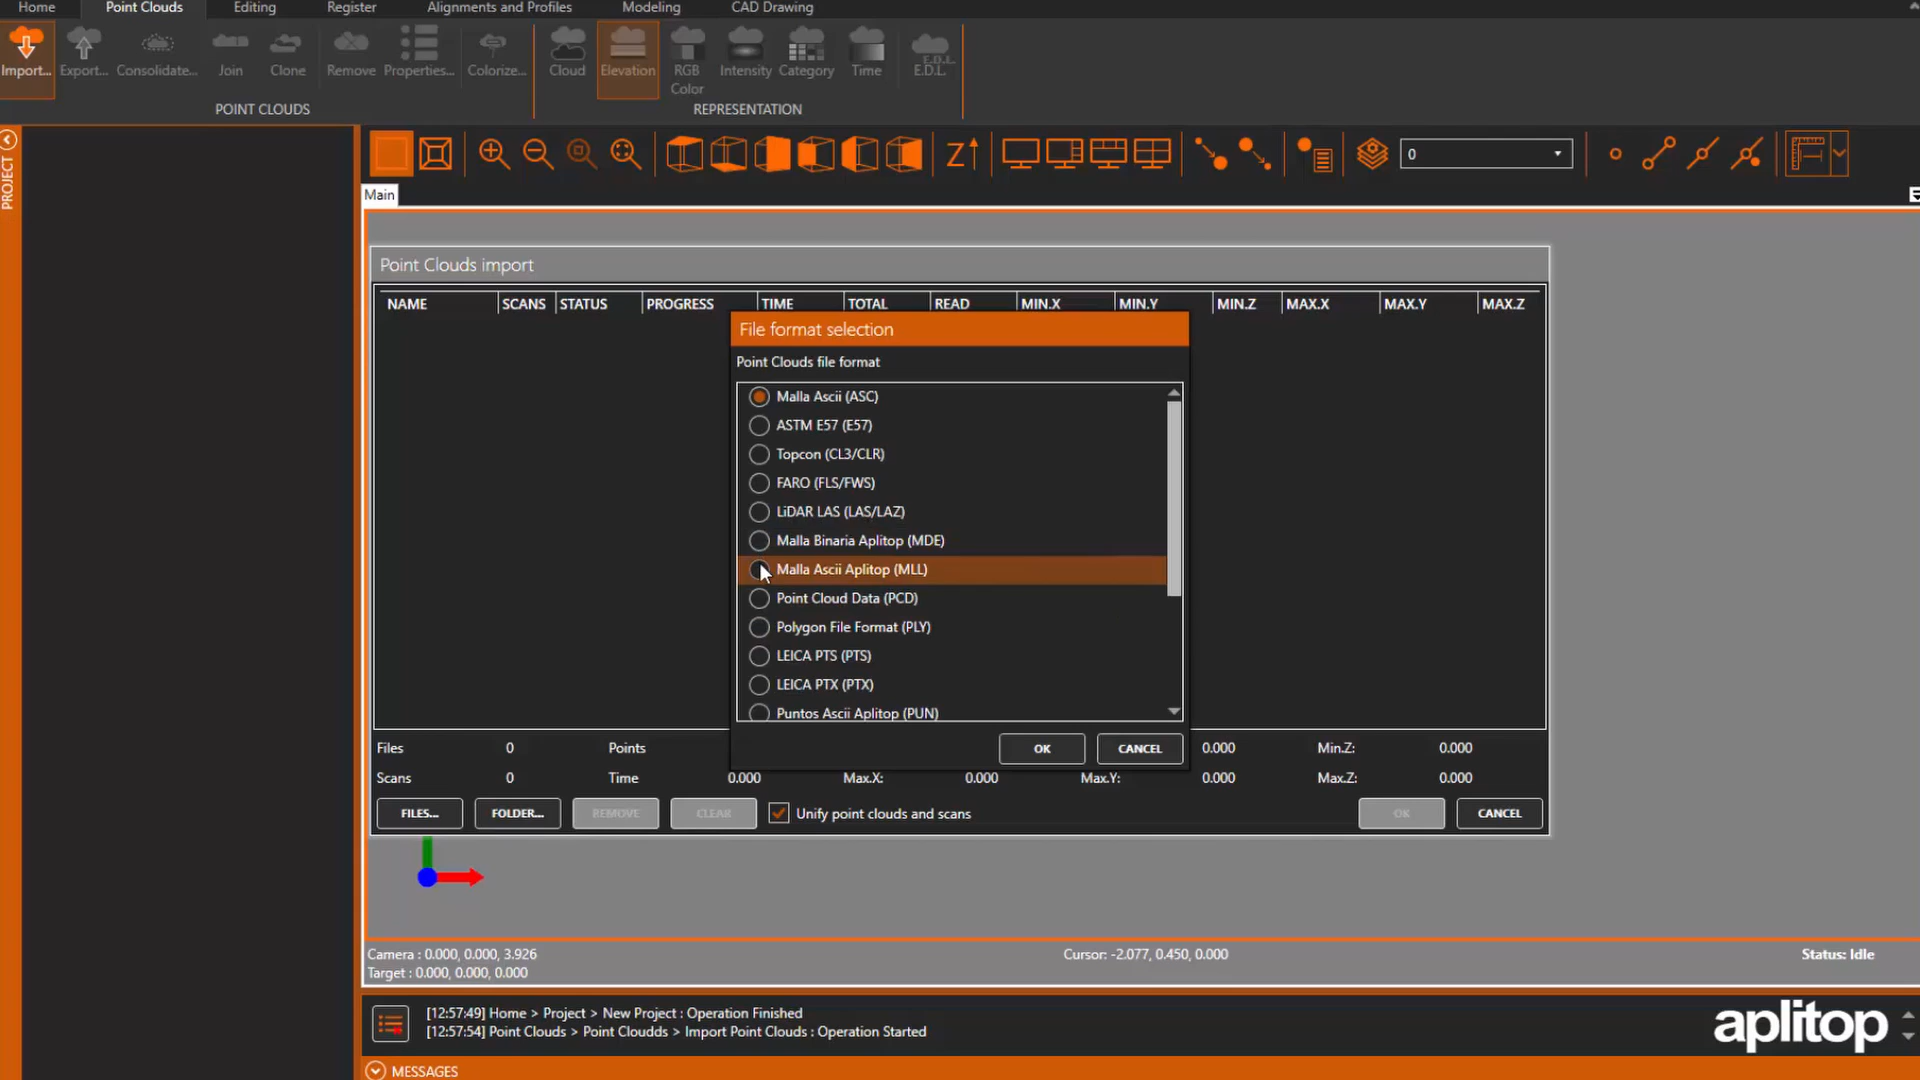 Home Point Clouds Editing Register Alignments and Profiles Modeling CAD Drawing
Import... Export... Consolidate... Join Clone Remove Properties... Colorize... Cloud Elevation RGB Color Intensity Category Time E.D.L. E.D.L.
POINT CLOUDS REPRESENTATION
PROJECT
Z
0
Main
Point Clouds import
NAME SCANS STATUS PROGRESS TIME TOTAL READ MIN.X MIN.Y MIN.Z MAX.X MAX.Y MAX.Z
File format selection
Point Clouds file format
Malla Ascii (ASC)
ASTM E57 (E57)
Topcon (CL3/CLR)
FARO (FLS/FWS)
LiDAR LAS (LAS/LAZ)
Malla Binaria Aplitop (MDE)
Malla Ascii Aplitop (MLL)
Point Cloud Data (PCD)
Polygon File Format (PLY)
LEICA PTS (PTS)
LEICA PTX (PTX)
Puntos Ascii Aplitop (PUN)
OK CANCEL
Files 0 Points 0.000 Min.Z: 0.000
Scans 0 Time 0.000 Max.X: 0.000 Max.Y: 0.000 Max.Z: 0.000
FILES... FOLDER... REMOVE CLEAR Unify point clouds and scans OK CANCEL
Camera : 0.000, 0.000, 3.926 Cursor: -2.077, 0.450, 0.000 Status: Idle
Target : 0.000, 0.000, 0.000
[12:57:49] Home > Project > New Project : Operation Finished
[12:57:54] Point Clouds > Point Cloudds > Import Point Clouds : Operation Started
aplitop
MESSAGES